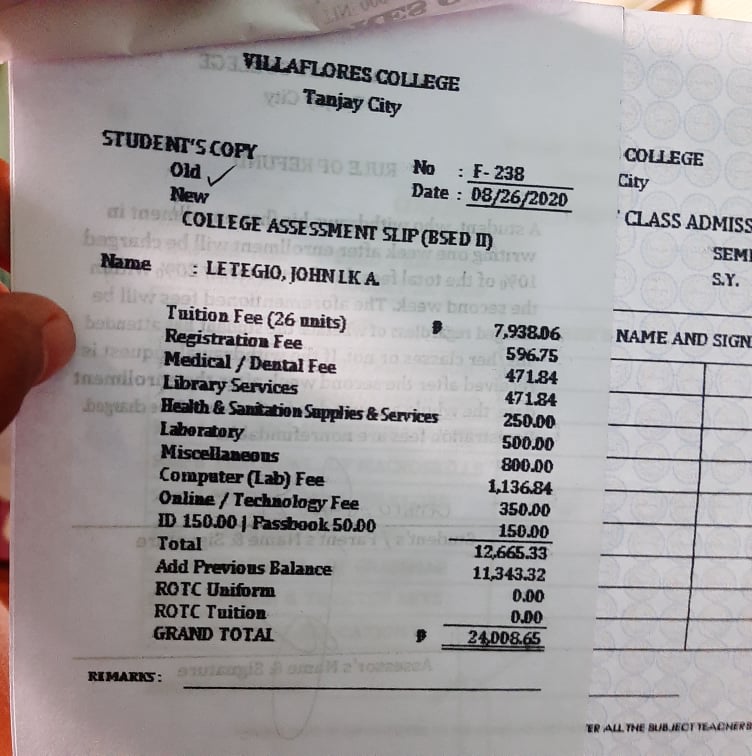 VILLAFLORES COLLEGE
Tanjay City
STUDENT'S COPY
Old ✓
New
No : F- 238
Date : 08/26/2020
COLLEGE ASSESSMENT SLIP (BSED II)
Name : LETEGIO, JOHN LK A.
Tuition Fee (26 units) ₱ 7,938.06
Registration Fee 596.75
Medical / Dental Fee 471.84
Library Services 471.84
Health & Sanitation Supplies & Services 250.00
Laboratory 500.00
Miscellaneous 800.00
Computer (Lab) Fee 1,136.84
Online / Technology Fee 350.00
ID 150.00 | Passbook 50.00 150.00
Total 12,665.33
Add Previous Balance 11,343.32
ROTC Uniform 0.00
ROTC Tuition 0.00
GRAND TOTAL ₱ 24,008.65
REMARKS:
COLLEGE
City
CLASS ADMISS
SEMI
S.Y.
NAME AND SIGN
ER ALL THE SUBJECT TEACHERS